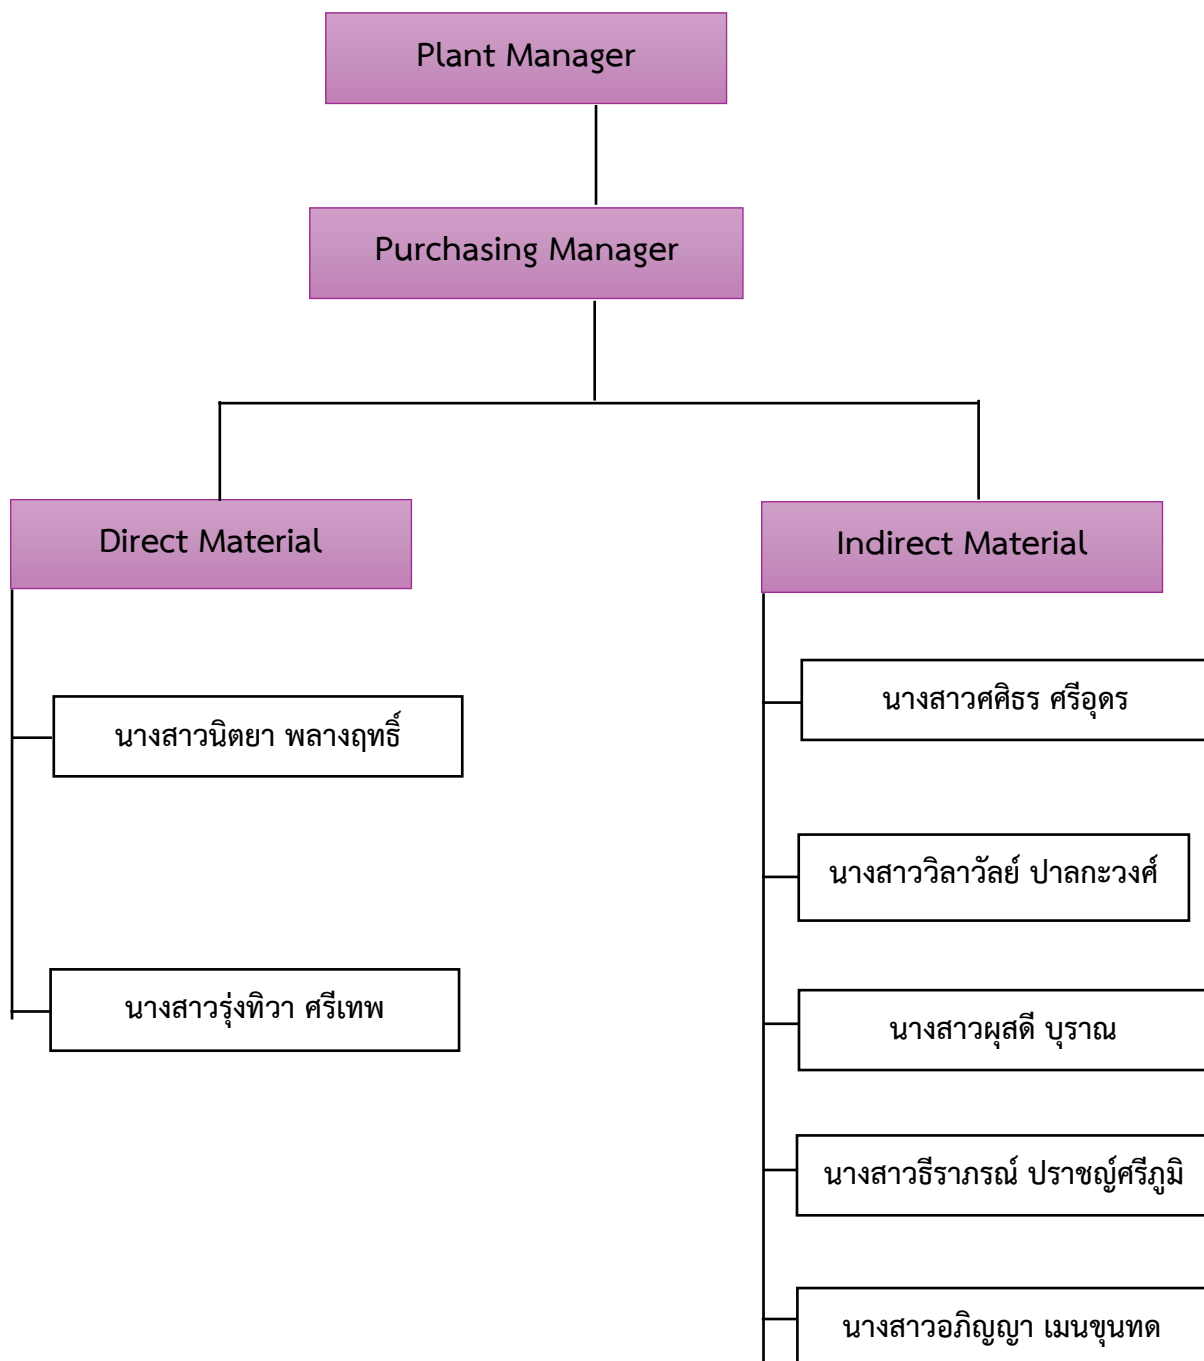 Plant Manager
Purchasing Manager
Direct Material
นางสาวนิตยา พลางฤทธิ์
นางสาวรุ่งทิวา ศรีเทพ
Indirect Material
นางสาวศศิธร ศรีอุดร
นางสาววิลาวัลย์ ปาลกะวงศ์
นางสาวผุสดี บุราณ
นางสาวธีราภรณ์ ปราชญ์ศรีภูมิ
นางสาวอภิญญา เมนขุนทด